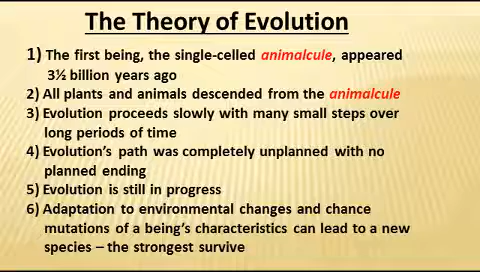 The Theory of Evolution
1) The first being, the single-celled animalcule, appeared
3½ billion years ago
2) All plants and animals descended from the animalcule
3) Evolution proceeds slowly with many small steps over
long periods of time
4) Evolution's path was completely unplanned with no
planned ending
5) Evolution is still in progress
6) Adaptation to environmental changes and chance
mutations of a being's characteristics can lead to a new
species – the strongest survive